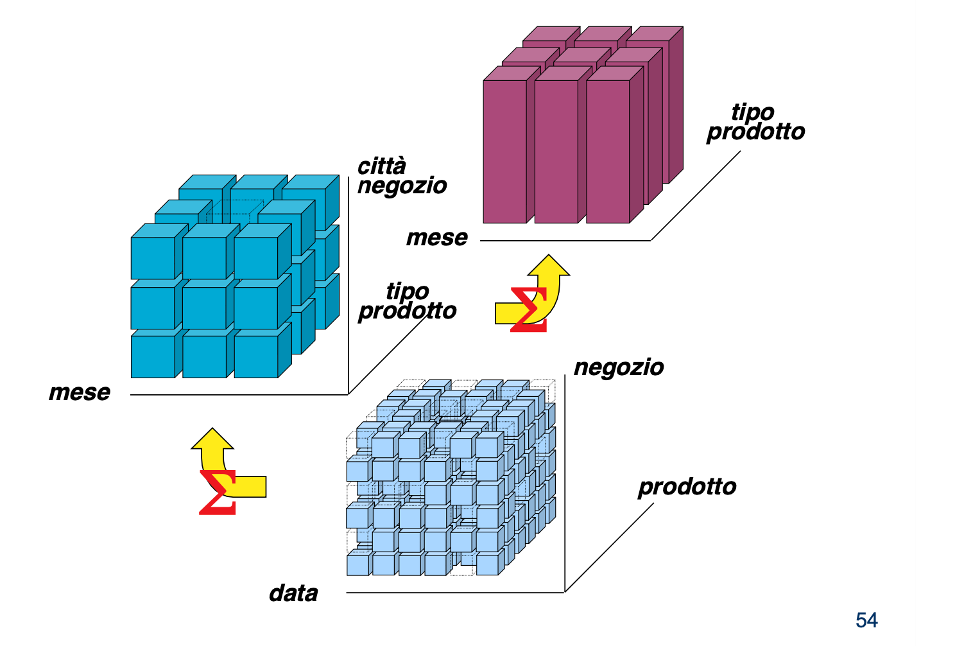 tipo
prodotto
città
negozio
mese
tipo
prodotto
Σ
negozio
mese
Σ
prodotto
data
54